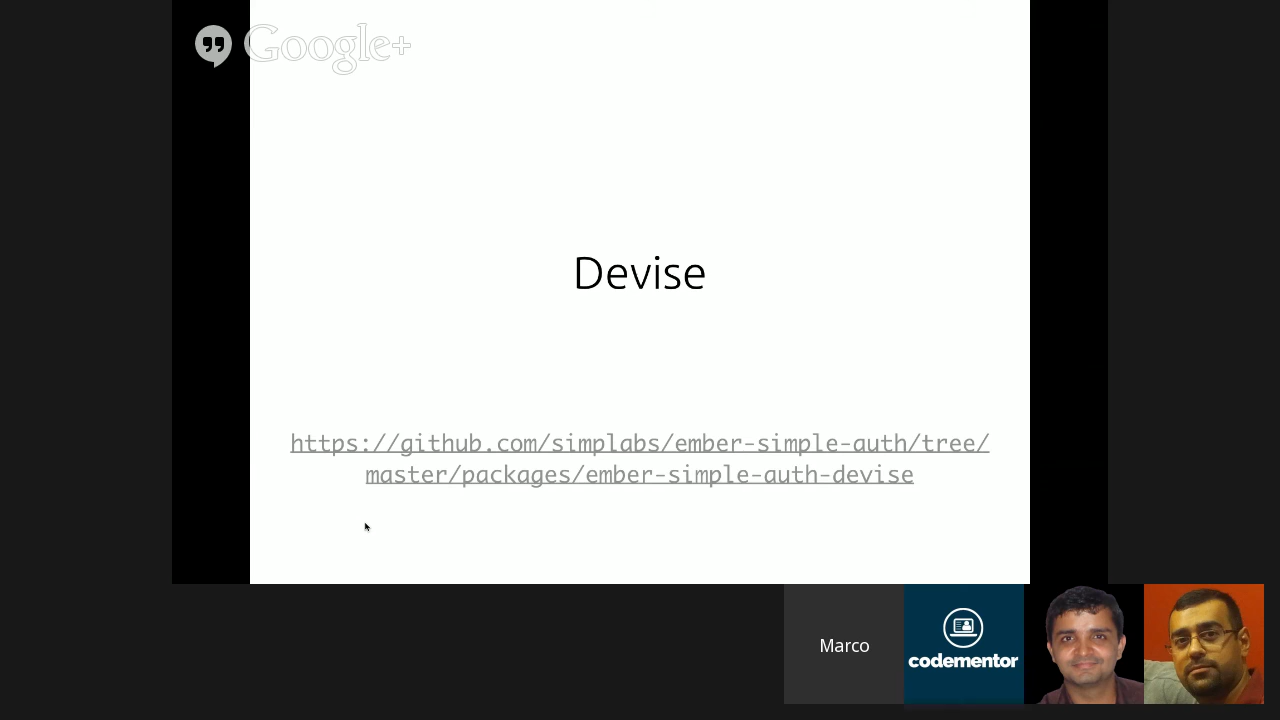 Google+
Devise
https://github.com/simplabs/ember-simple-auth/tree/
master/packages/ember-simple-auth-devise
Marco
codementor